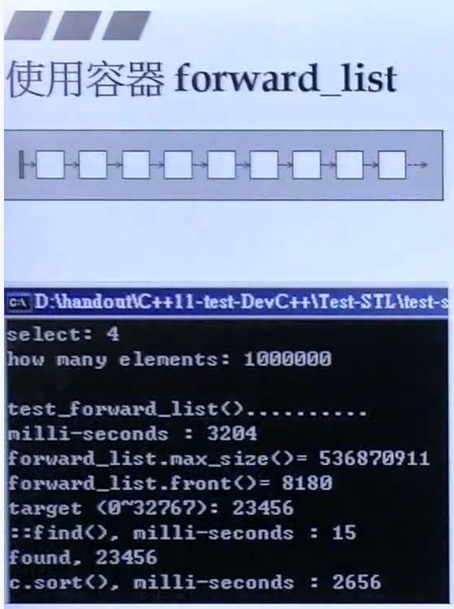 使用容器 forward_list
D:\handout\C++11-test-DevC++\Test-STL\test-s
select: 4
how many elements: 1000000
test_forward_list()..........
milli-seconds : 3204
forward_list.max_size()= 536870911
forward_list.front()= 8180
target (0~32767): 23456
::find(), milli-seconds : 15
found, 23456
c.sort(), milli-seconds : 2656